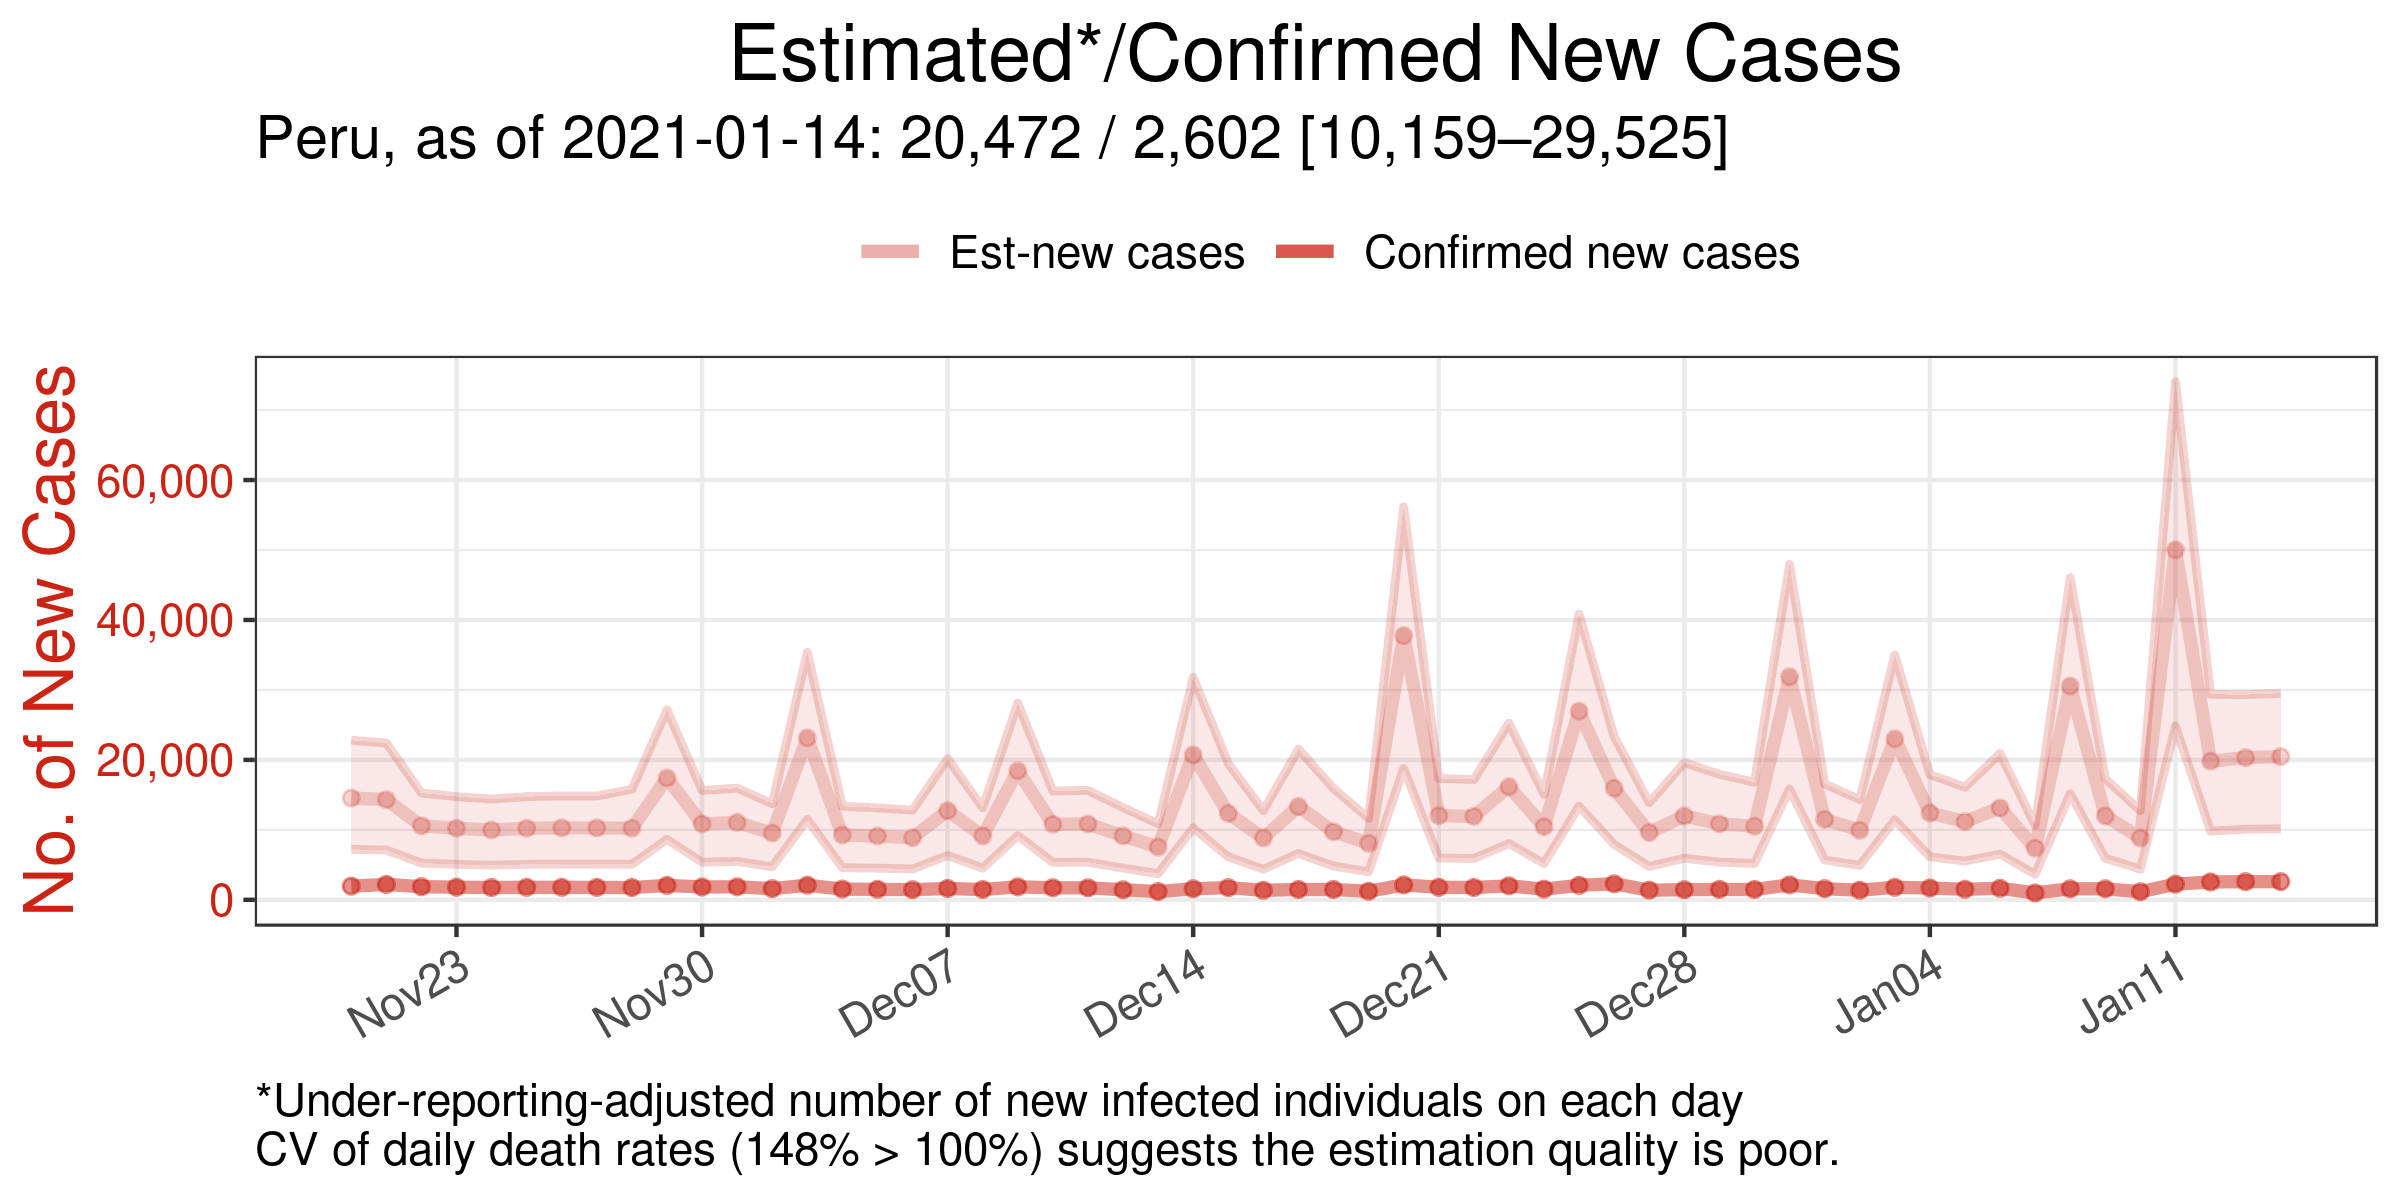 Estimated*/Confirmed New Cases
Peru, as of 2021-01-14: 20,472 / 2,602 [10,159–29,525]
Est-new cases
Confirmed new cases
No. of New Cases
60,000
40,000
20,000
0
Nov23
Nov30
Dec07
Dec14
Dec21
Dec28
Jan04
Jan11
*Under-reporting-adjusted number of new infected individuals on each day
CV of daily death rates (148% > 100%) suggests the estimation quality is poor.